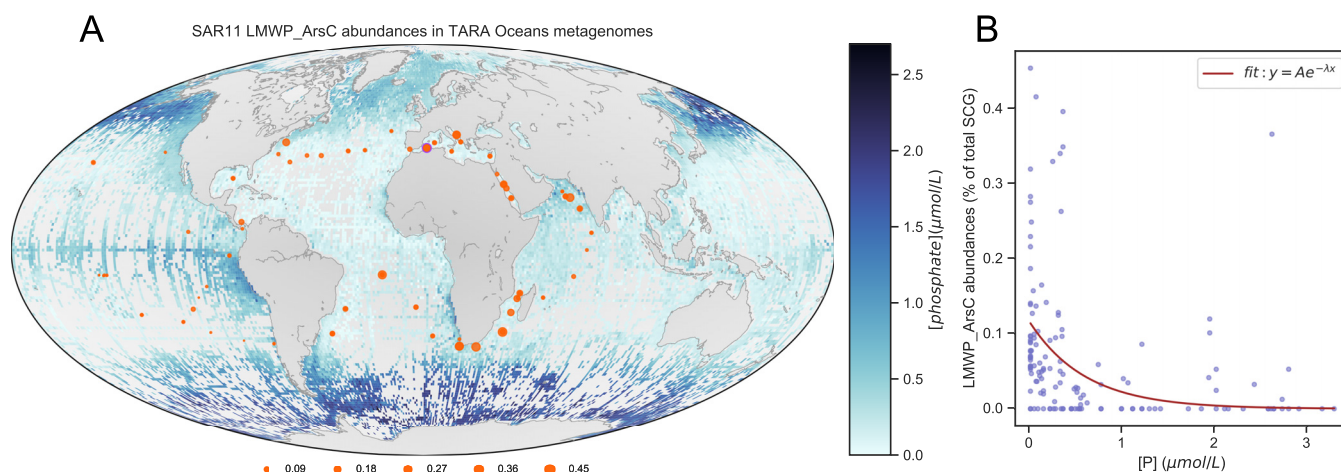 A
SAR11 LMWP_ArsC abundances in TARA Oceans metagenomes
2.5
2.0
1.5
1.0
0.5
0.0
[phosphate](μmol/L)
0.09 0.18 0.27 0.36 0.45
B
fit : y = Ae^{−λx}
0.4
0.3
0.2
0.1
0.0
LMWP_ArsC abundances (% of total SCG)
0 1 2 3
[P] (μmol/L)